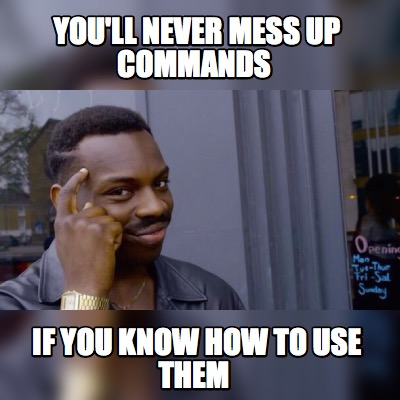 YOU'LL NEVER MESS UP
COMMANDS
Opening
Mon
Tue-Thur
Fri-Sat
Sunday
IF YOU KNOW HOW TO USE
THEM